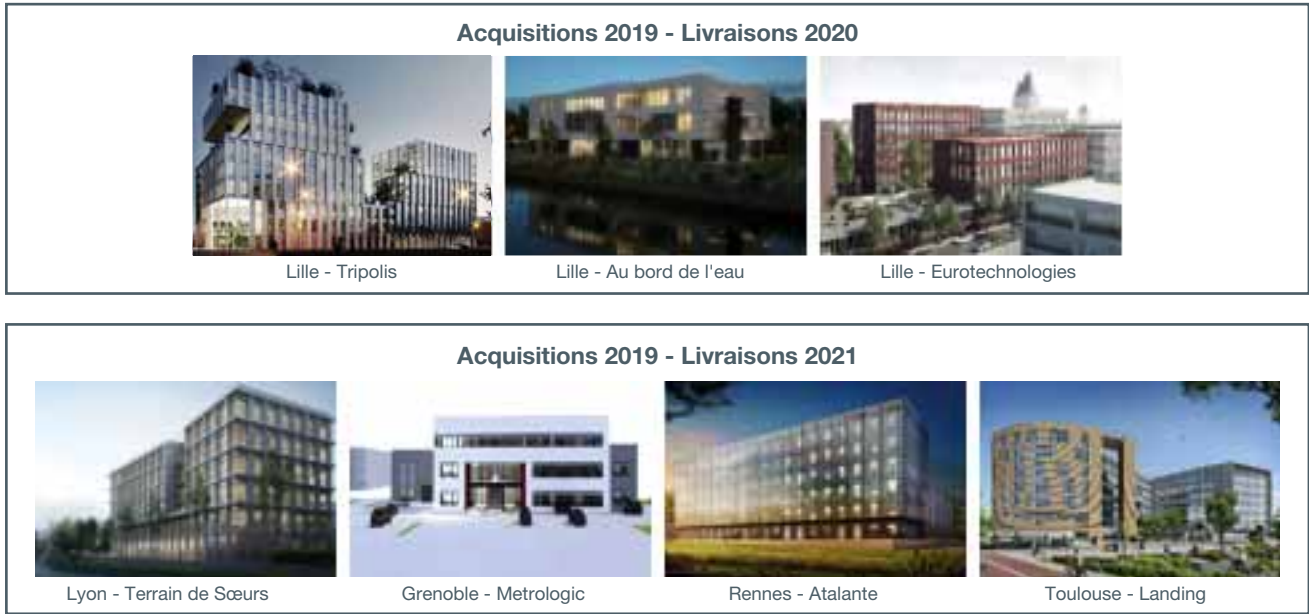 Acquisitions 2019 - Livraisons 2020
Lille - Tripolis
Lille - Au bord de l'eau
Lille - Eurotechnologies
Acquisitions 2019 - Livraisons 2021
Lyon - Terrain de Sœurs
Grenoble - Metrologic
Rennes - Atalante
Toulouse - Landing